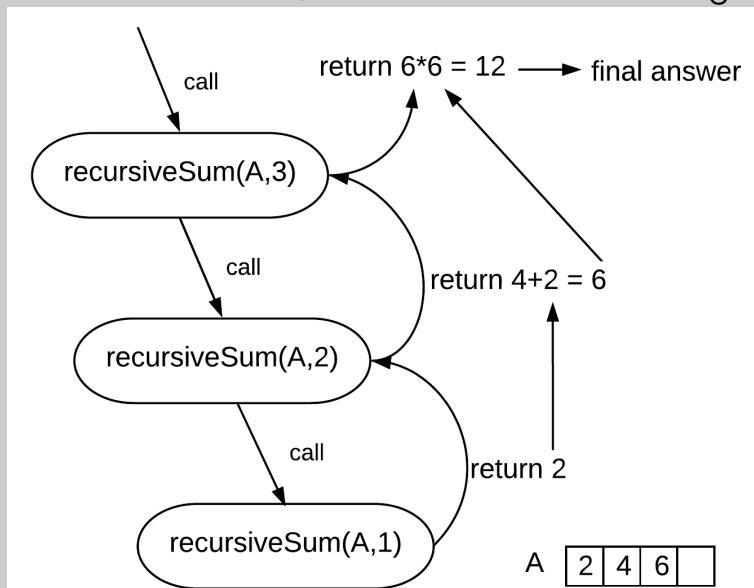 call
return 6*6 = 12
final answer
recursiveSum(A,3)
call
return 4+2 = 6
recursiveSum(A,2)
call
return 2
recursiveSum(A,1)
A 2 4 6